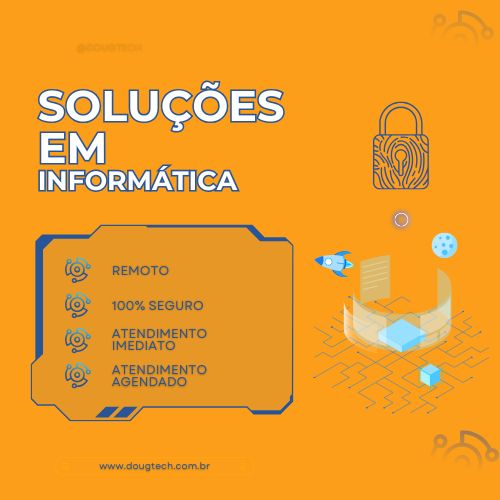 @DOUGTECH
SOLUÇÕES
EM
INFORMÁTICA
REMOTO
100% SEGURO
ATENDIMENTO
IMEDIATO
ATENDIMENTO
AGENDADO
www.dougtech.com.br